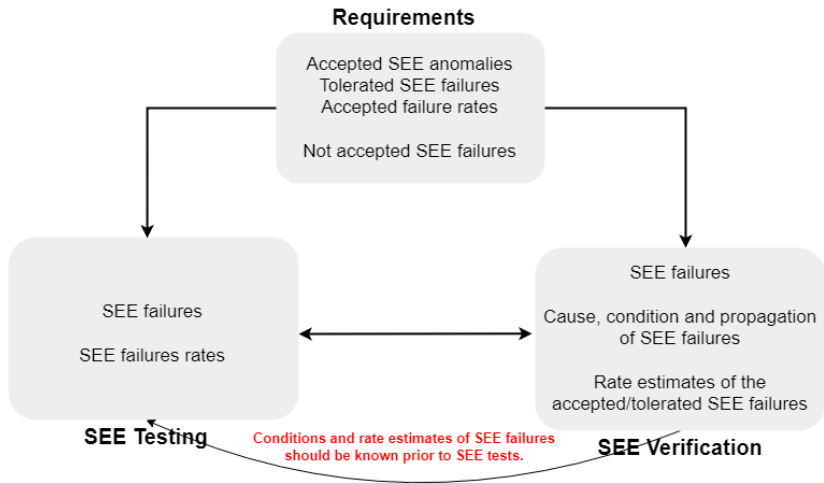 Requirements
Accepted SEE anomalies
Tolerated SEE failures
Accepted failure rates
Not accepted SEE failures
SEE failures
SEE failures rates
SEE Testing
SEE failures
Cause, condition and propagation
of SEE failures
Rate estimates of the
accepted/tolerated SEE failures
SEE Verification
Conditions and rate estimates of SEE failures
should be known prior to SEE tests.